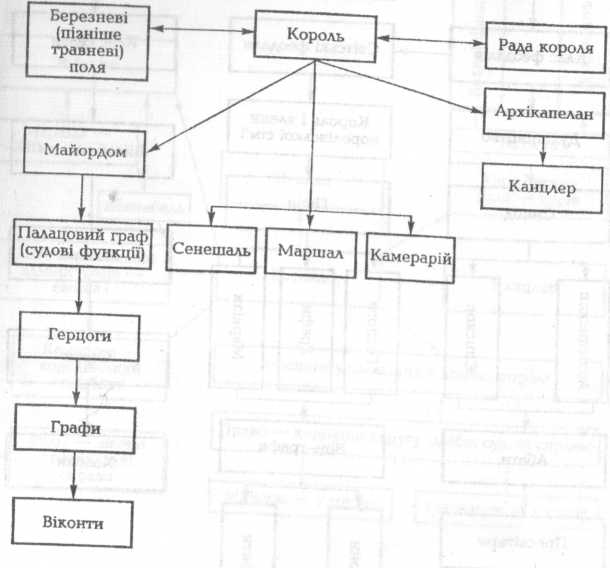 Березневі
(пізніше
травневі)
поля
Король
Рада короля
Архікапелан
Майордом
Канцлер
Палацовий граф
(судові функції)
Сенешаль
Маршал
Камерарій
Герцоги
Графи
Віконти